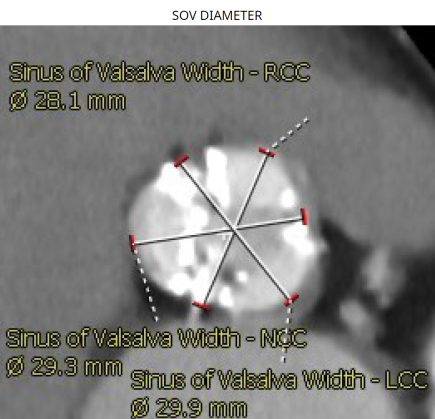 SOV DIAMETER
Sinus of Valsalva Width - RCC
Ø 28.1 mm
Sinus of Valsalva Width - NCC
Ø 29.3 mm
Sinus of Valsalva Width - LCC
Ø 29.9 mm